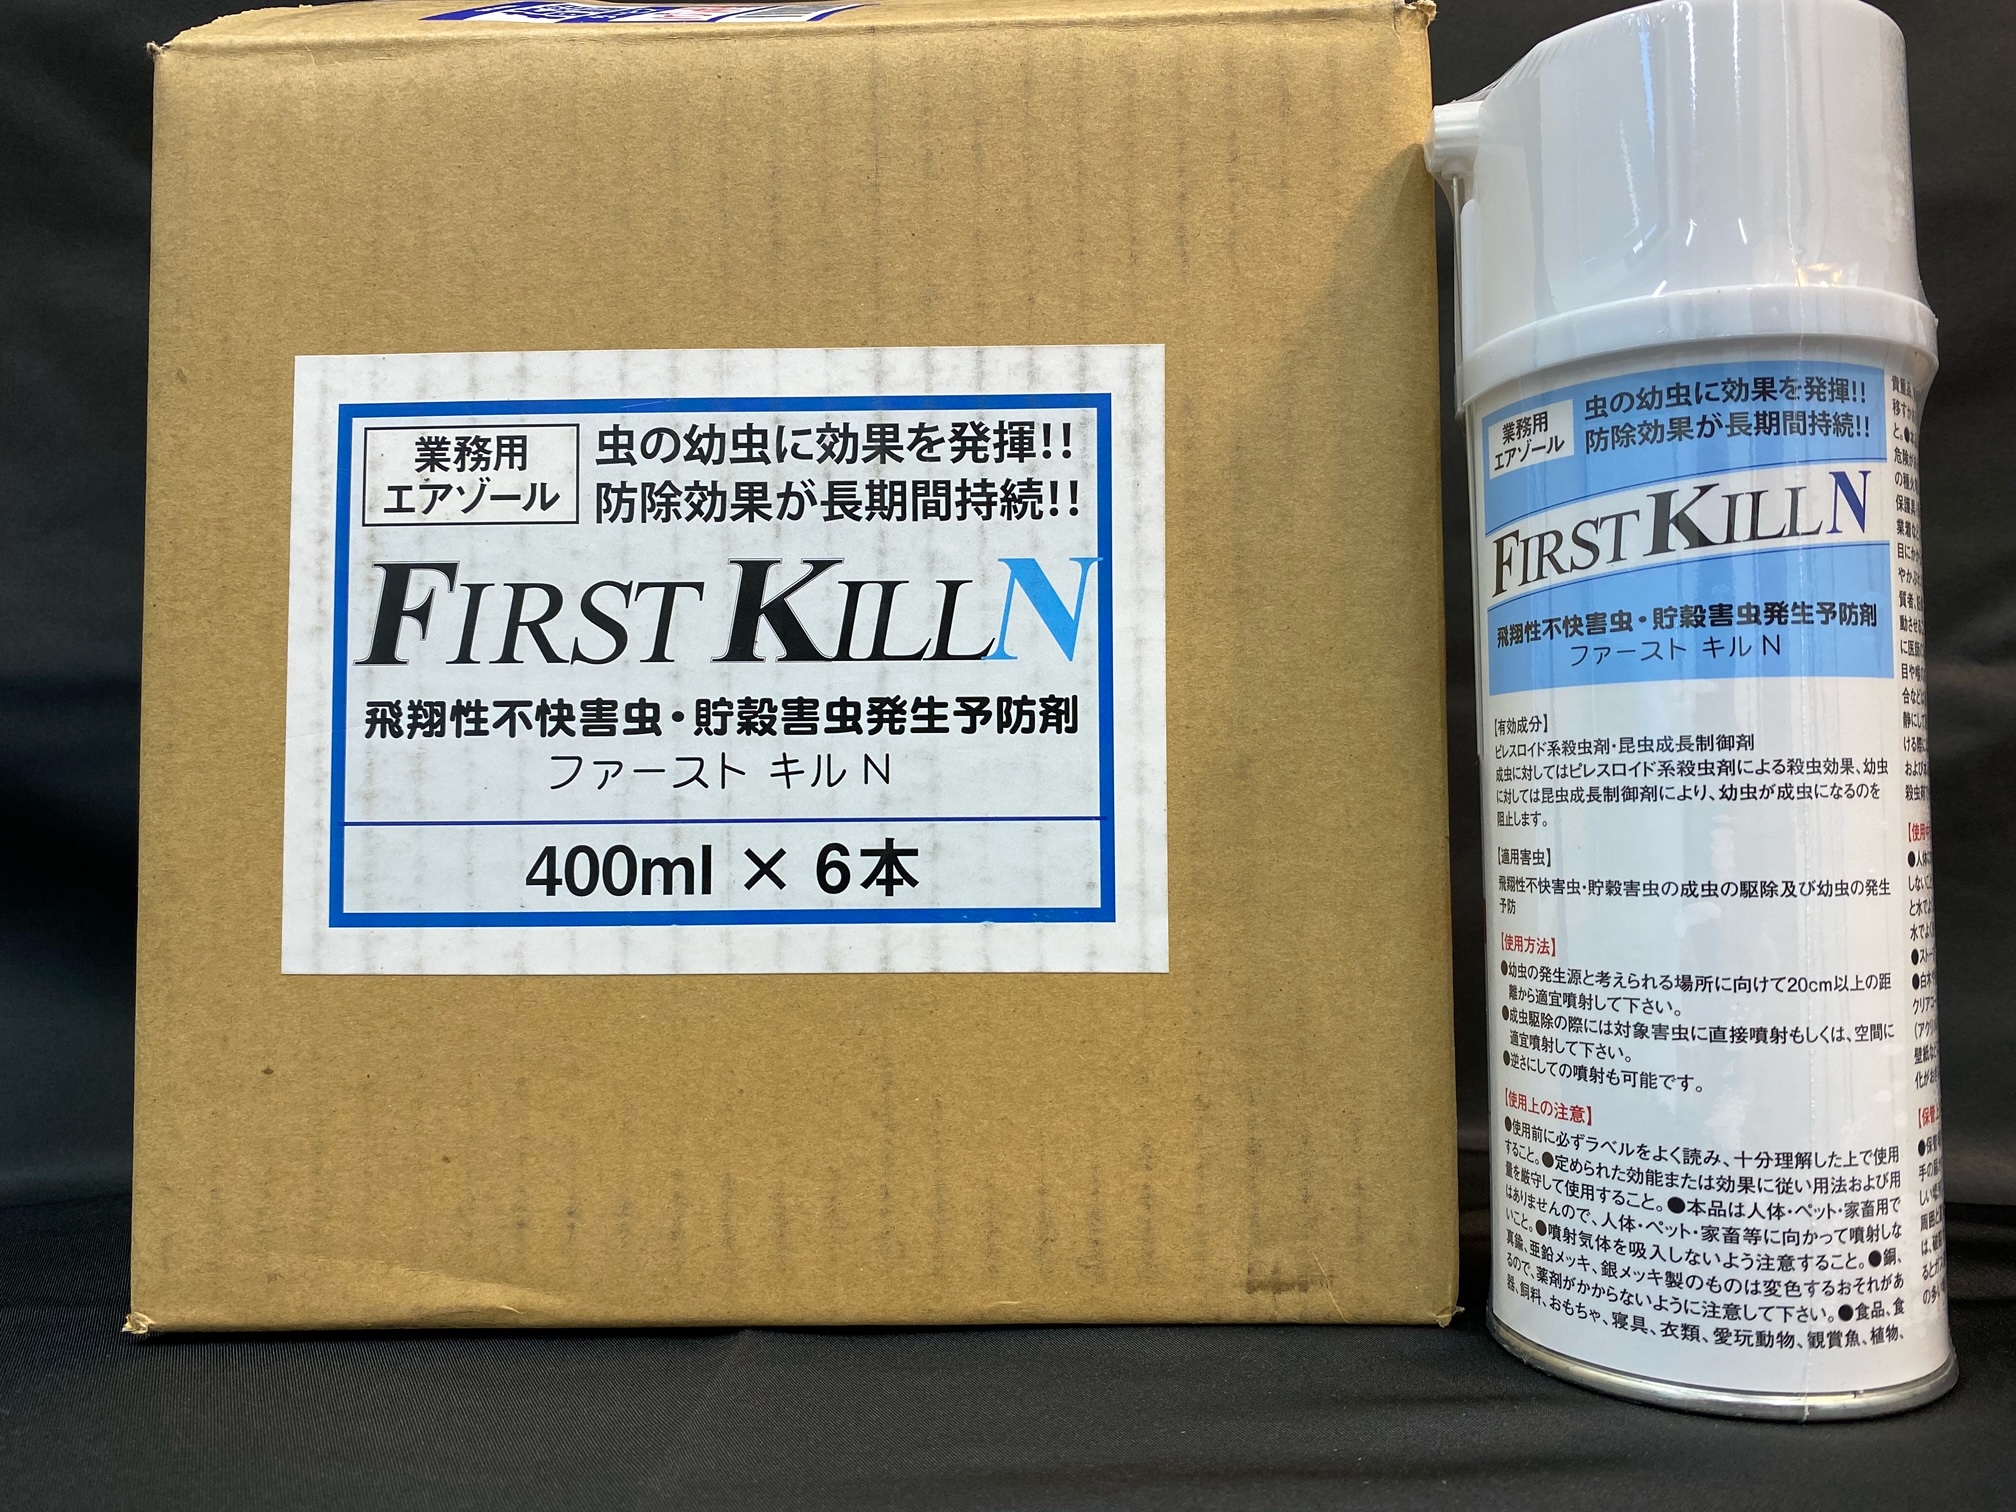 業務用
エアゾール
虫の幼虫に効果を発揮!!
防除効果が長期間持続!!
FIRST KILL N
飛翔性不快害虫・貯穀害虫発生予防剤
ファースト キル N
400ml × 6本
業務用
エアゾール
虫の幼虫に効果を発揮!!
防除効果が長期間持続!!
FIRST KILL N
飛翔性不快害虫・貯穀害虫発生予防剤
ファースト キル N
【有効成分】
ピレスロイド系殺虫剤・昆虫成長制御剤
成虫に対してはピレスロイド系殺虫剤による殺虫効果、幼虫
に対しては昆虫成長制御剤により、幼虫が成虫になるのを
阻止します。
【適用害虫】
飛翔性不快害虫・貯穀害虫の成虫の駆除及び幼虫の発生
予防
【使用方法】
●幼虫の発生源と考えられる場所に向けて20cm以上の距
離から適宜噴射して下さい。
●成虫駆除の際には対象害虫に直接噴射もしくは、空間に
適宜噴射して下さい。
●逆さにしての噴射も可能です。
【使用上の注意】
●使用前に必ずラベルをよく読み、十分理解した上で使用
すること。●定められた効能または効果に従い用法および用
量を厳守して使用すること。●本品は人体・ペット・家畜用で
はありませんので、人体・ペット・家畜等に向かって噴射しな
いこと。●噴射気体を吸入しないよう注意すること。●銅、
真鍮、亜鉛メッキ、銀メッキ製のものは変色するおそれがあ
るので、薬剤がかからないように注意して下さい。●食品、食
器、飼料、おもちゃ、寝具、衣類、愛玩動物、観賞魚、植物、